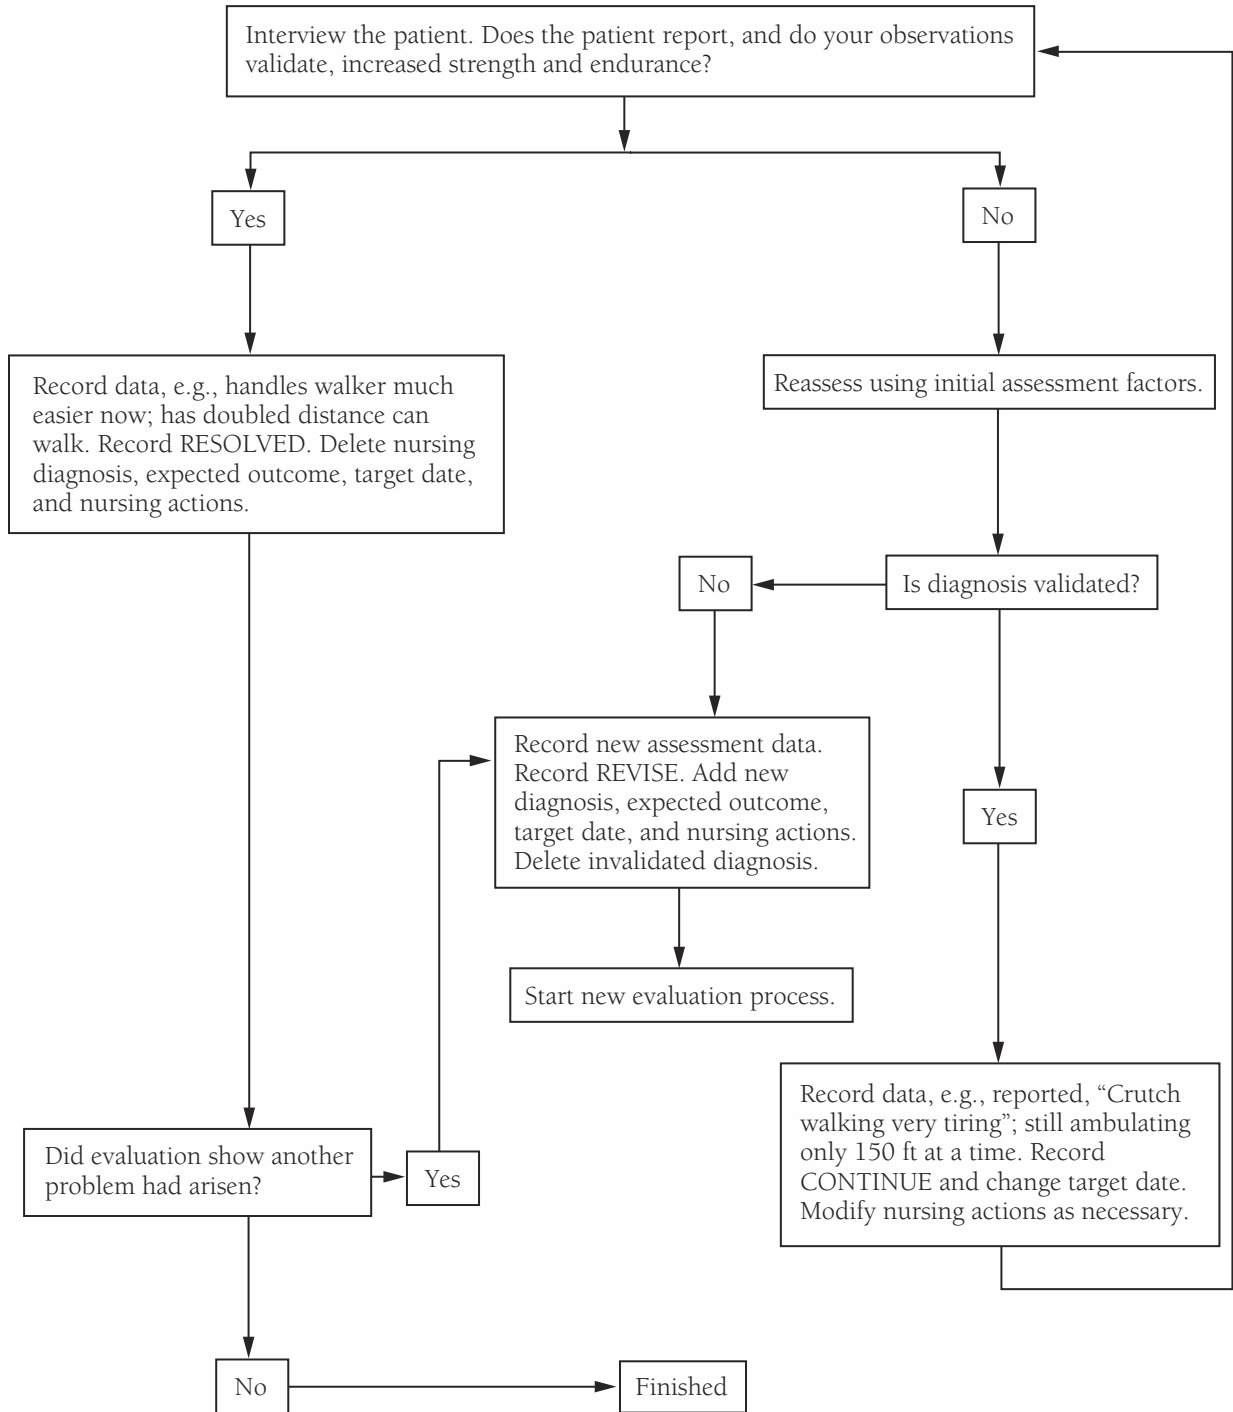 Interview the patient. Does the patient report, and do your observations
validate, increased strength and endurance?
Yes
No
Record data, e.g., handles walker much
easier now; has doubled distance can
walk. Record RESOLVED. Delete nursing
diagnosis, expected outcome, target date,
and nursing actions.
Reassess using initial assessment factors.
No
Is diagnosis validated?
Record new assessment data.
Record REVISE. Add new
diagnosis, expected outcome,
target date, and nursing actions.
Delete invalidated diagnosis.
Yes
Start new evaluation process.
Record data, e.g., reported, “Crutch
walking very tiring”; still ambulating
only 150 ft at a time. Record
CONTINUE and change target date.
Modify nursing actions as necessary.
Did evaluation show another
problem had arisen?
Yes
No
Finished